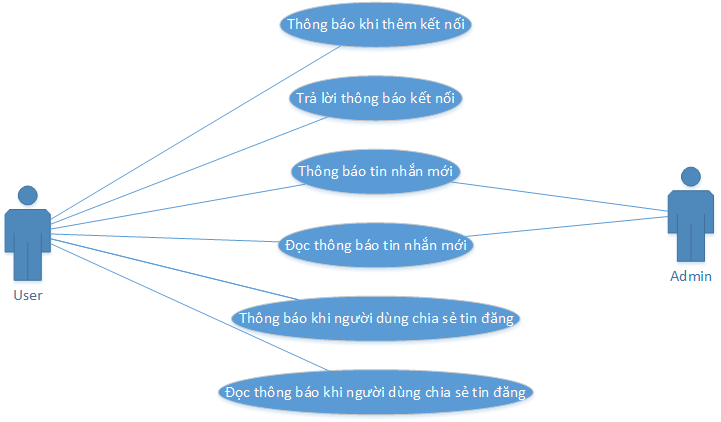 Thông báo khi thêm kết nối
Trả lời thông báo kết nối
Thông báo tin nhắn mới
Đọc thông báo tin nhắn mới
User
Admin
Thông báo khi người dùng chia sẻ tin đăng
Đọc thông báo khi người dùng chia sẻ tin đăng